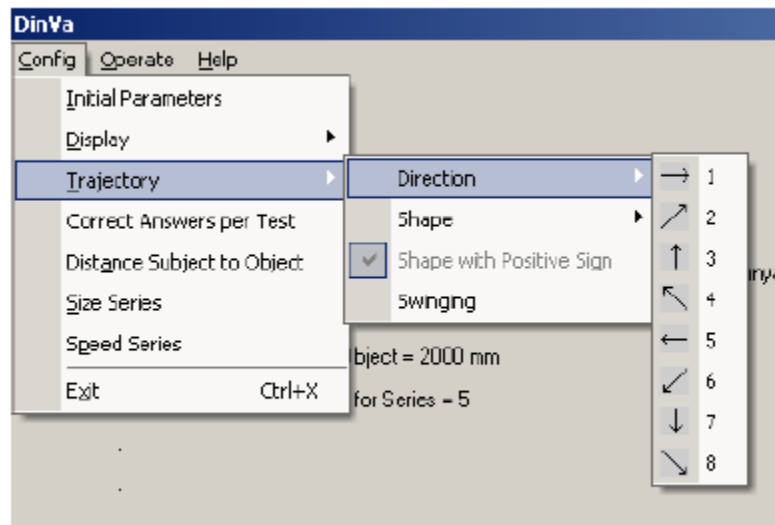 DinVa
Config Operate Help
Initial Parameters
Display
Trajectory
Correct Answers per Test
Distance Subject to Object
Size Series
Speed Series
Exit Ctrl+X
Direction
Shape
Shape with Positive Sign
Swinging
1
2
3
4
5
6
7
8
= 2000 mm
for Series = 5
.
.